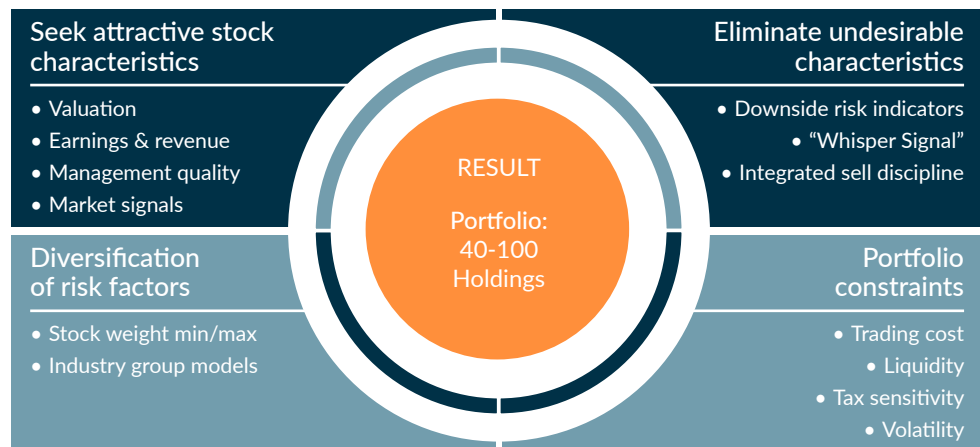 Seek attractive stock
characteristics
• Valuation
• Earnings & revenue
• Management quality
• Market signals
Eliminate undesirable
characteristics
• Downside risk indicators
• “Whisper Signal”
• Integrated sell discipline
RESULT
Portfolio:
40-100
Holdings
Diversification
of risk factors
• Stock weight min/max
• Industry group models
Portfolio
constraints
• Trading cost
• Liquidity
• Tax sensitivity
• Volatility